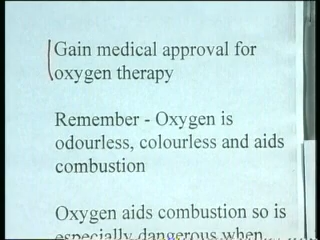 Gain medical approval for
oxygen therapy
Remember - Oxygen is
odourless, colourless and aids
combustion
Oxygen aids combustion so is
especially dangerous when